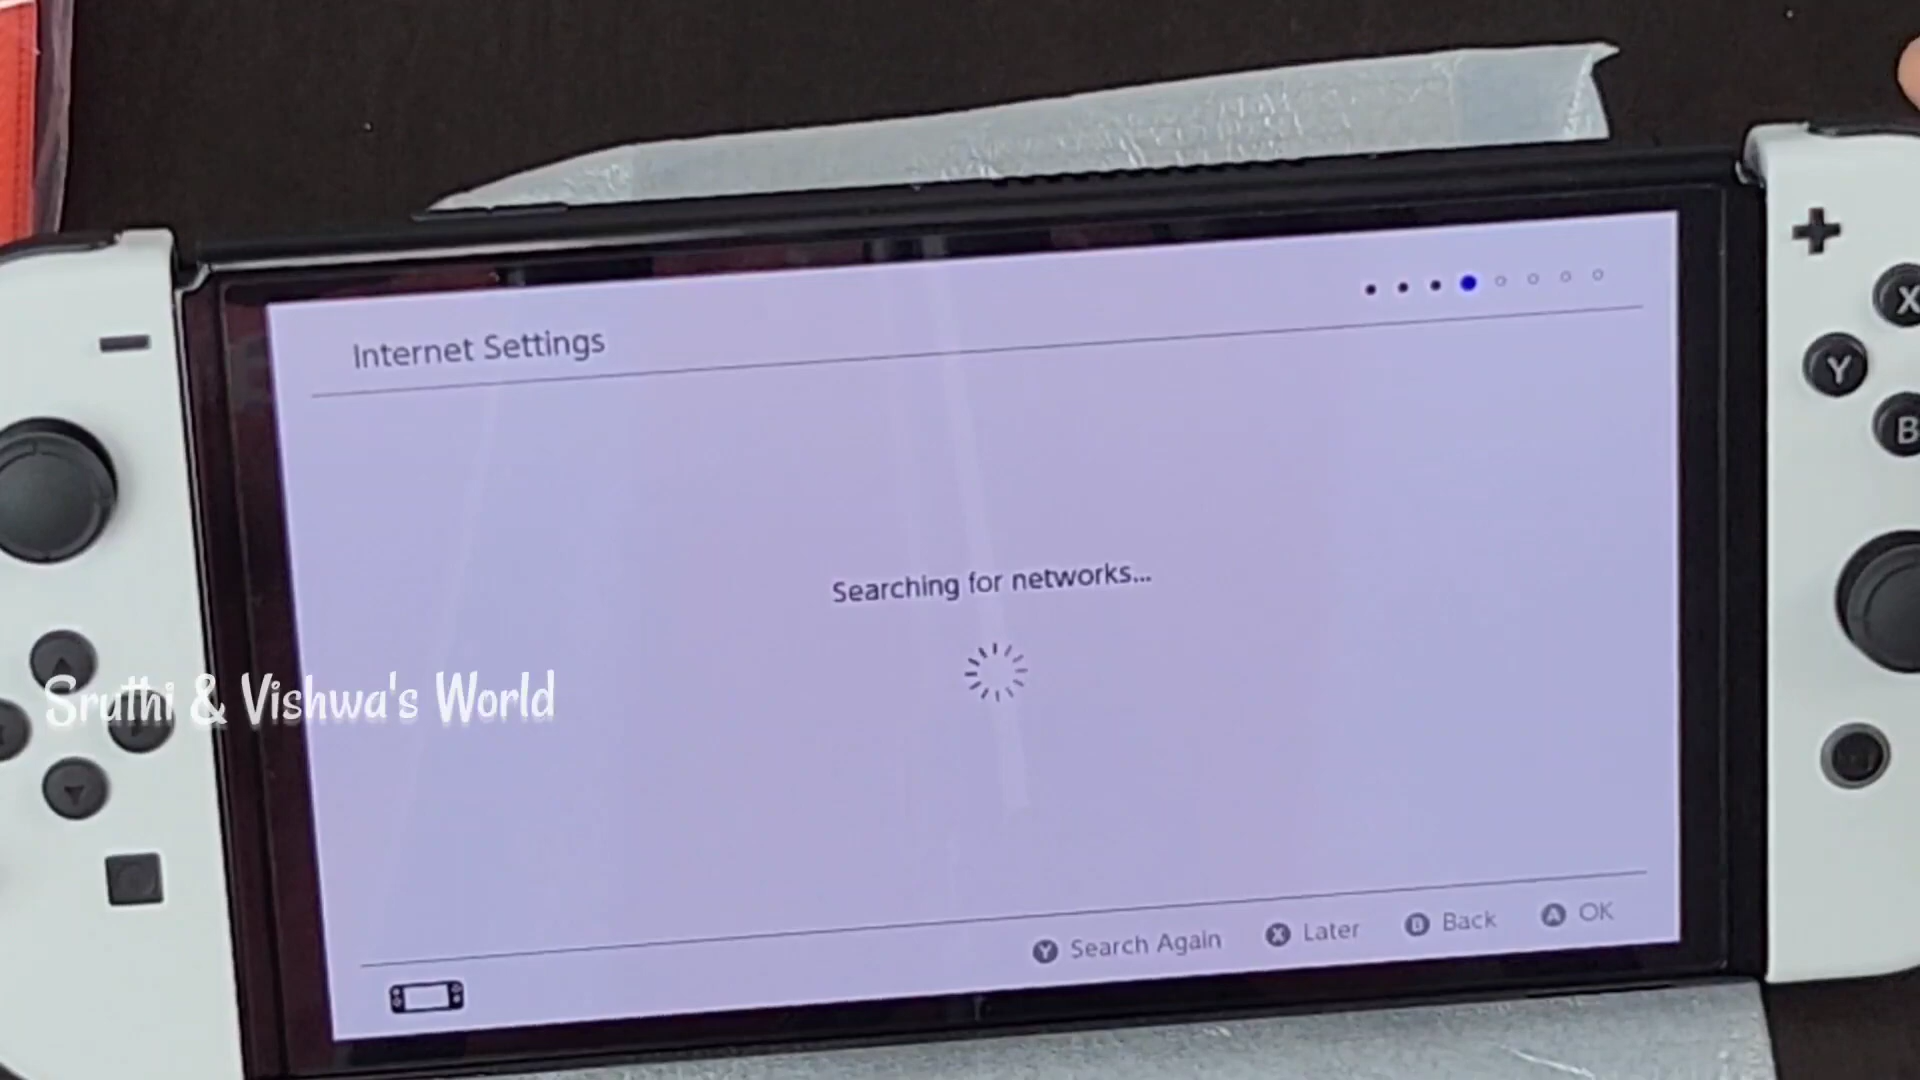 Internet Settings
Searching for networks...
Sruthi & Vishwa's World
Y Search Again X Later B Back A OK
X
Y
B